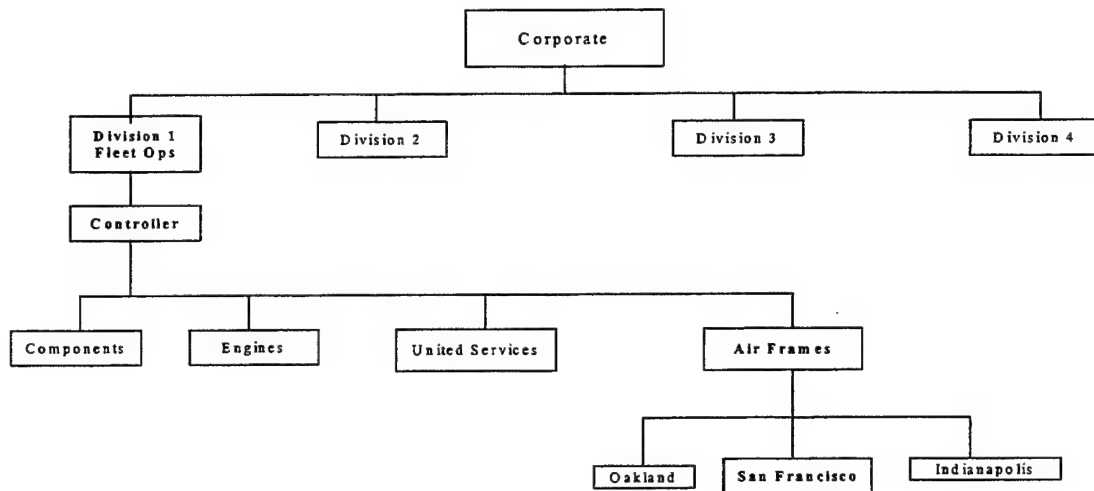 Corporate
Division 1
Fleet Ops
Division 2
Division 3
Division 4
Controller
Components
Engines
United Services
Air Frames
Oakland
San Francisco
Indianapolis